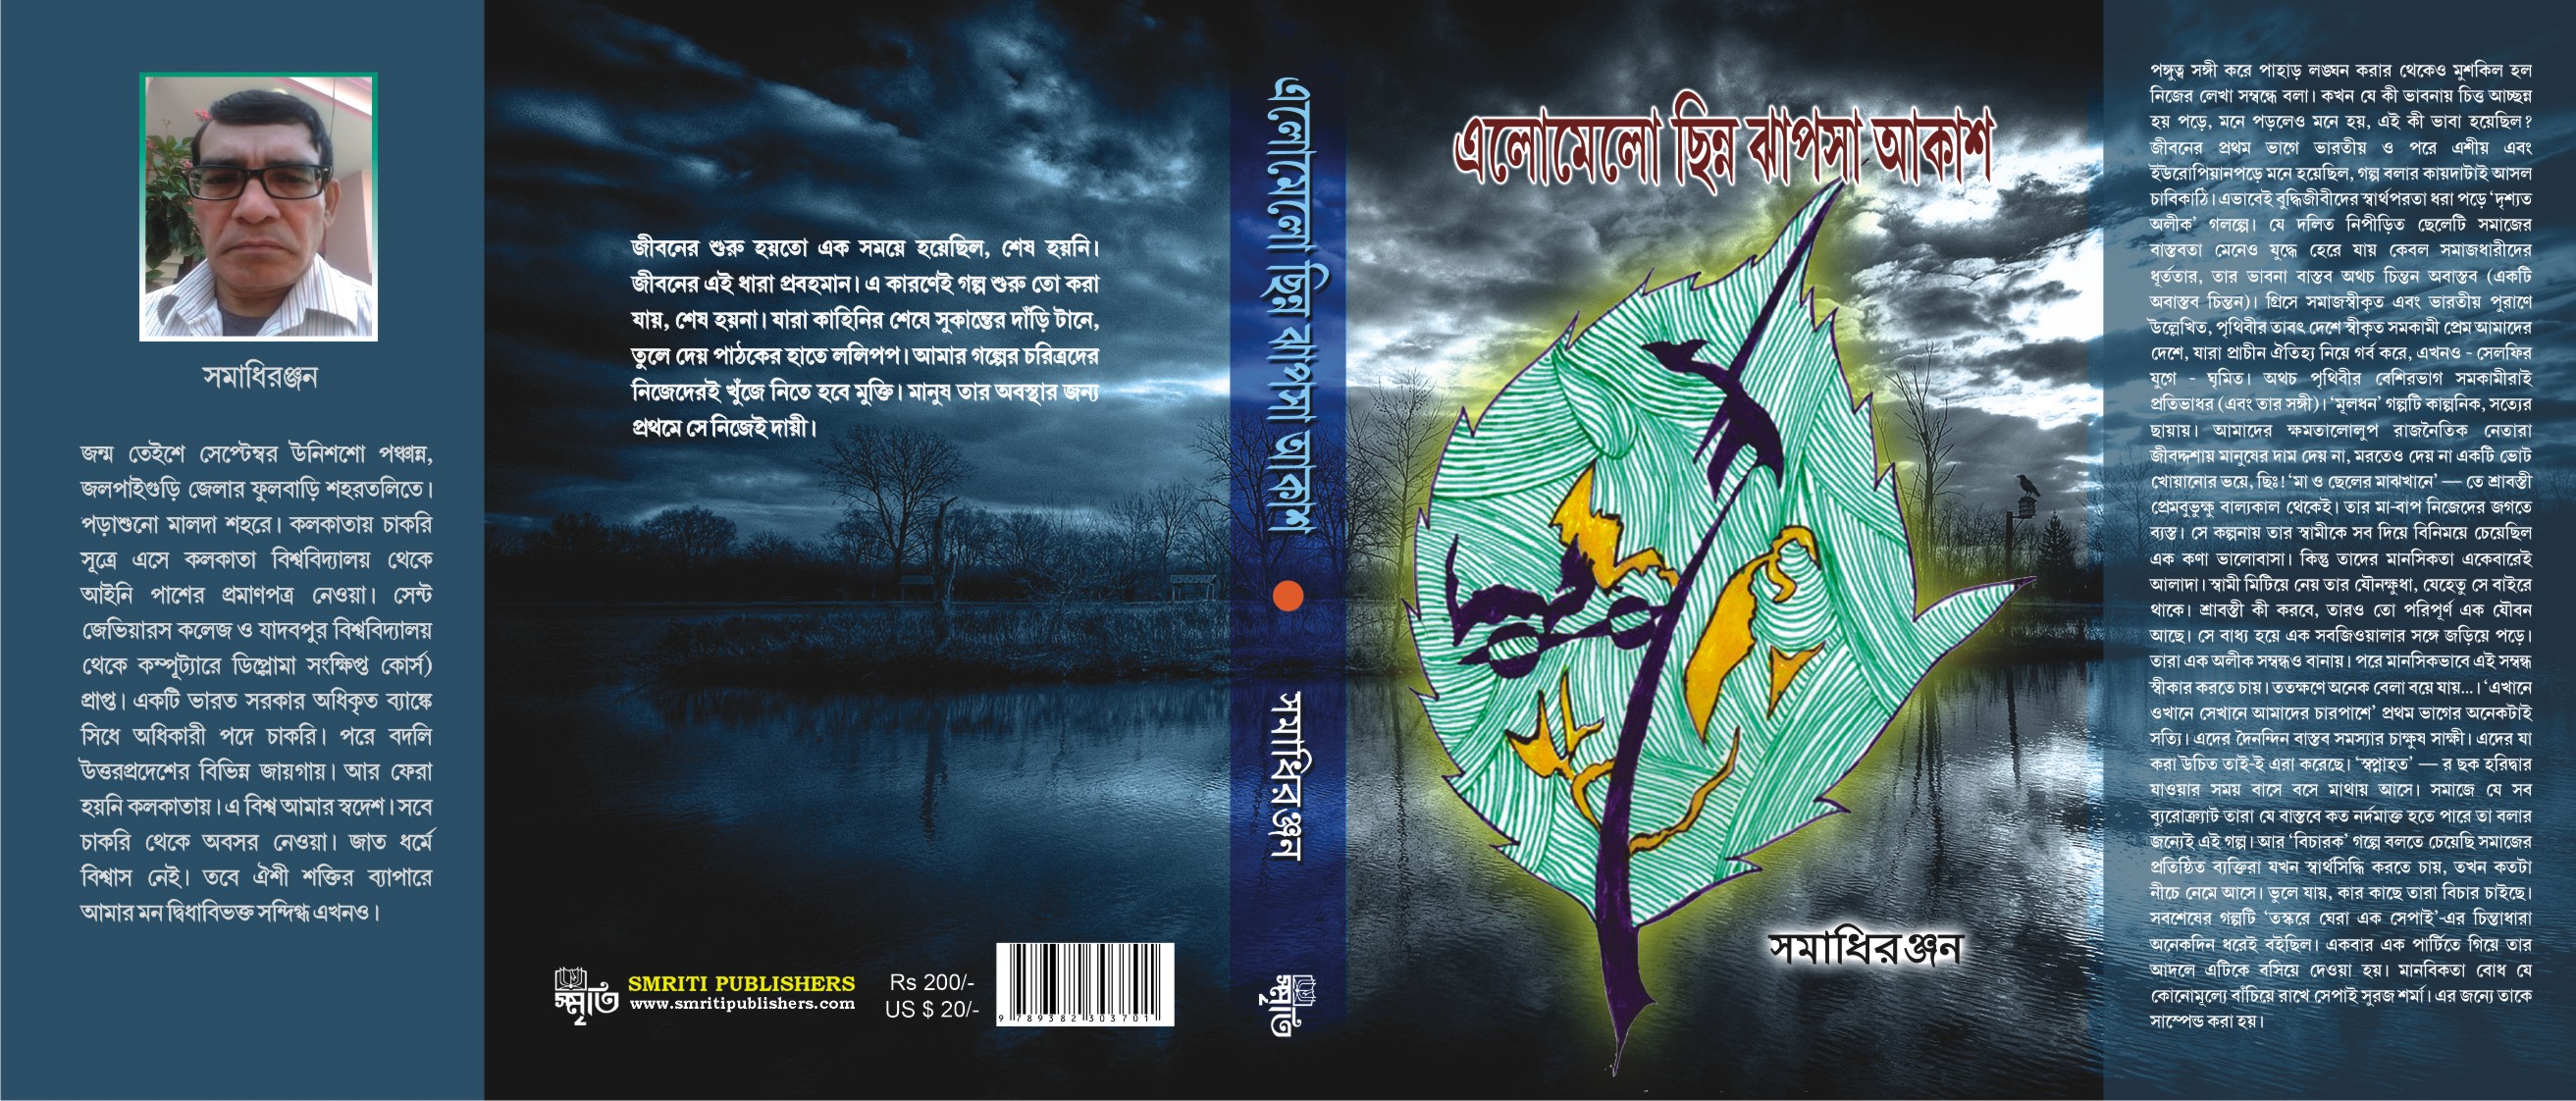 সমাধিরঞ্জন
জন্ম তেইশে সেপ্টেম্বর উনিশশো পঞ্চান্ন,
জলপাইগুড়ি জেলার ফুলবাড়ি শহরতলিতে।
পড়াশুনো মালদা শহরে। কলকাতায় চাকরি
সূত্রে এসে কলকাতা বিশ্ববিদ্যালয় থেকে
আইনি পাশের প্রমাণপত্র নেওয়া। সেন্ট
জেভিয়ারস কলেজ ও যাদবপুর বিশ্ববিদ্যালয়
থেকে কম্পূট্যারে ডিপ্লোমা সংক্ষিপ্ত কোর্স)
প্রাপ্ত। একটি ভারত সরকার অধিকৃত ব্যাঙ্কে
সিধে অধিকারী পদে চাকরি। পরে বদলি
উত্তরপ্রদেশের বিভিন্ন জায়গায়। আর ফেরা
হয়নি কলকাতায়। এ বিশ্ব আমার স্বদেশ। সবে
চাকরি থেকে অবসর নেওয়া। জাত ধর্মে
বিশ্বাস নেই। তবে ঐশী শক্তির ব্যাপারে
আমার মন দ্বিধাবিভক্ত সন্দিগ্ধ এখনও।
জীবনের শুরু হয়তো এক সময়ে হয়েছিল, শেষ হয়নি।
জীবনের এই ধারা প্রবহমান। এ কারণেই গল্প শুরু তো করা
যায়, শেষ হয়না। যারা কাহিনির শেষে সুকান্তের দাঁড়ি টানে,
তুলে দেয় পাঠকের হাতে ললিপপ। আমার গল্পের চরিত্রদের
নিজেদেরই খুঁজে নিতে হবে মুক্তি। মানুষ তার অবস্থার জন্য
প্রথমে সে নিজেই দায়ী।
স্মৃতি
SMRITI PUBLISHERS
www.smritipublishers.com
Rs 200/-
US $ 20/-
9 789382 303701
এলোমেলো ছিন্ন ঝাপসা আকাশ
সমাধিরঞ্জন
স্মৃতি
এলোমেলো ছিন্ন ঝাপসা আকাশ
সমাধিরঞ্জন
পঙ্গুত্ব সঙ্গী করে পাহাড় লঙ্ঘন করার থেকেও মুশকিল হল
নিজের লেখা সম্বন্ধে বলা। কখন যে কী ভাবনায় চিত্ত আচ্ছন্ন
হয় পড়ে, মনে পড়লেও মনে হয়, এই কী ভাবা হয়েছিল?
জীবনের প্রথম ভাগে ভারতীয় ও পরে এশীয় এবং
ইউরোপিয়ানপড়ে মনে হয়েছিল, গল্প বলার কায়দাটাই আসল
চাবিকাঠি। এভাবেই বুদ্ধিজীবীদের স্বার্থপরতা ধরা পড়ে ‘দৃশ্যত
অলীক’ গলল্পে। যে দলিত নিপীড়িত ছেলেটি সমাজের
বাস্তবতা মেনেও যুদ্ধে হেরে যায় কেবল সমাজধারীদের
ধূর্ততার, তার ভাবনা বাস্তব অথচ চিন্তন অবাস্তব (একটি
অবাস্তব চিন্তন)। গ্রিসে সমাজস্বীকৃত এবং ভারতীয় পুরাণে
উল্লেখিত, পৃথিবীর তাবৎ দেশে স্বীকৃত সমকামী প্রেম আমাদের
দেশে, যারা প্রাচীন ঐতিহ্য নিয়ে গর্ব করে, এখনও - সেলফির
যুগে - ঘৃমিত। অথচ পৃথিবীর বেশিরভাগ সমকামীরাই
প্রতিভাধর (এবং তার সঙ্গী)। ‘মূলধন’ গল্পটি কাল্পনিক, সত্যের
ছায়ায়। আমাদের ক্ষমতালোলুপ রাজনৈতিক নেতারা
জীবদ্দশায় মানুষের দাম দেয় না, মরতেও দেয় না একটি ভোট
খোয়ানোর ভয়ে, ছিঃ! ‘মা ও ছেলের মাঝখানে’ — তে শ্রাবস্তী
প্রেমবুভুক্ষু বাল্যকাল থেকেই। তার মা-বাপ নিজেদের জগতে
ব্যস্ত। সে কল্পনায় তার স্বামীকে সব দিয়ে বিনিময়ে চেয়েছিল
এক কণা ভালোবাসা। কিন্তু তাদের মানসিকতা একেবারেই
আলাদা। স্বামী মিটিয়ে নেয় তার যৌনক্ষুধা, যেহেতু সে বাইরে
থাকে। শ্রাবস্তী কী করবে, তারও তো পরিপূর্ণ এক যৌবন
আছে। সে বাধ্য হয়ে এক সবজিওয়ালার সঙ্গে জড়িয়ে পড়ে।
তারা এক অলীক সম্বন্ধও বানায়। পরে মানসিকভাবে এই সম্বন্ধ
স্বীকার করতে চায়। ততক্ষণে অনেক বেলা বয়ে যায়...। ‘এখানে
ওখানে সেখানে আমাদের চারপাশে’ প্রথম ভাগের অনেকটাই
সত্যি। এদের দৈনন্দিন বাস্তব সমস্যার চাক্ষুষ সাক্ষী। এদের যা
করা উচিত তাই-ই এরা করেছে। ‘স্বপ্নাহত’ — র ছক হরিদ্বার
যাওয়ার সময় বাসে বসে মাথায় আসে। সমাজে যে সব
ব্যুরোক্র্যাট তারা যে বাস্তবে কত নর্দমাক্ত হতে পারে তা বলার
জন্যেই এই গল্প। আর ‘বিচারক’ গল্পে বলতে চেয়েছি সমাজের
প্রতিষ্ঠিত ব্যক্তিরা যখন স্বার্থসিদ্ধি করতে চায়, তখন কতটা
নীচে নেমে আসে। ভুলে যায়, কার কাছে তারা বিচার চাইছে।
সবশেষের গল্পটি ‘তস্করে ঘেরা এক সেপাই’-এর চিন্তাধারা
অনেকদিন ধরেই বইছিল। একবার এক পার্টিতে গিয়ে তার
আদলে এটিকে বসিয়ে দেওয়া হয়। মানবিকতা বোধ যে
কোনোমূল্যে বাঁচিয়ে রাখে সেপাই সুরজ শর্মা। এর জন্যে তাকে
সাস্পেন্ড করা হয়।